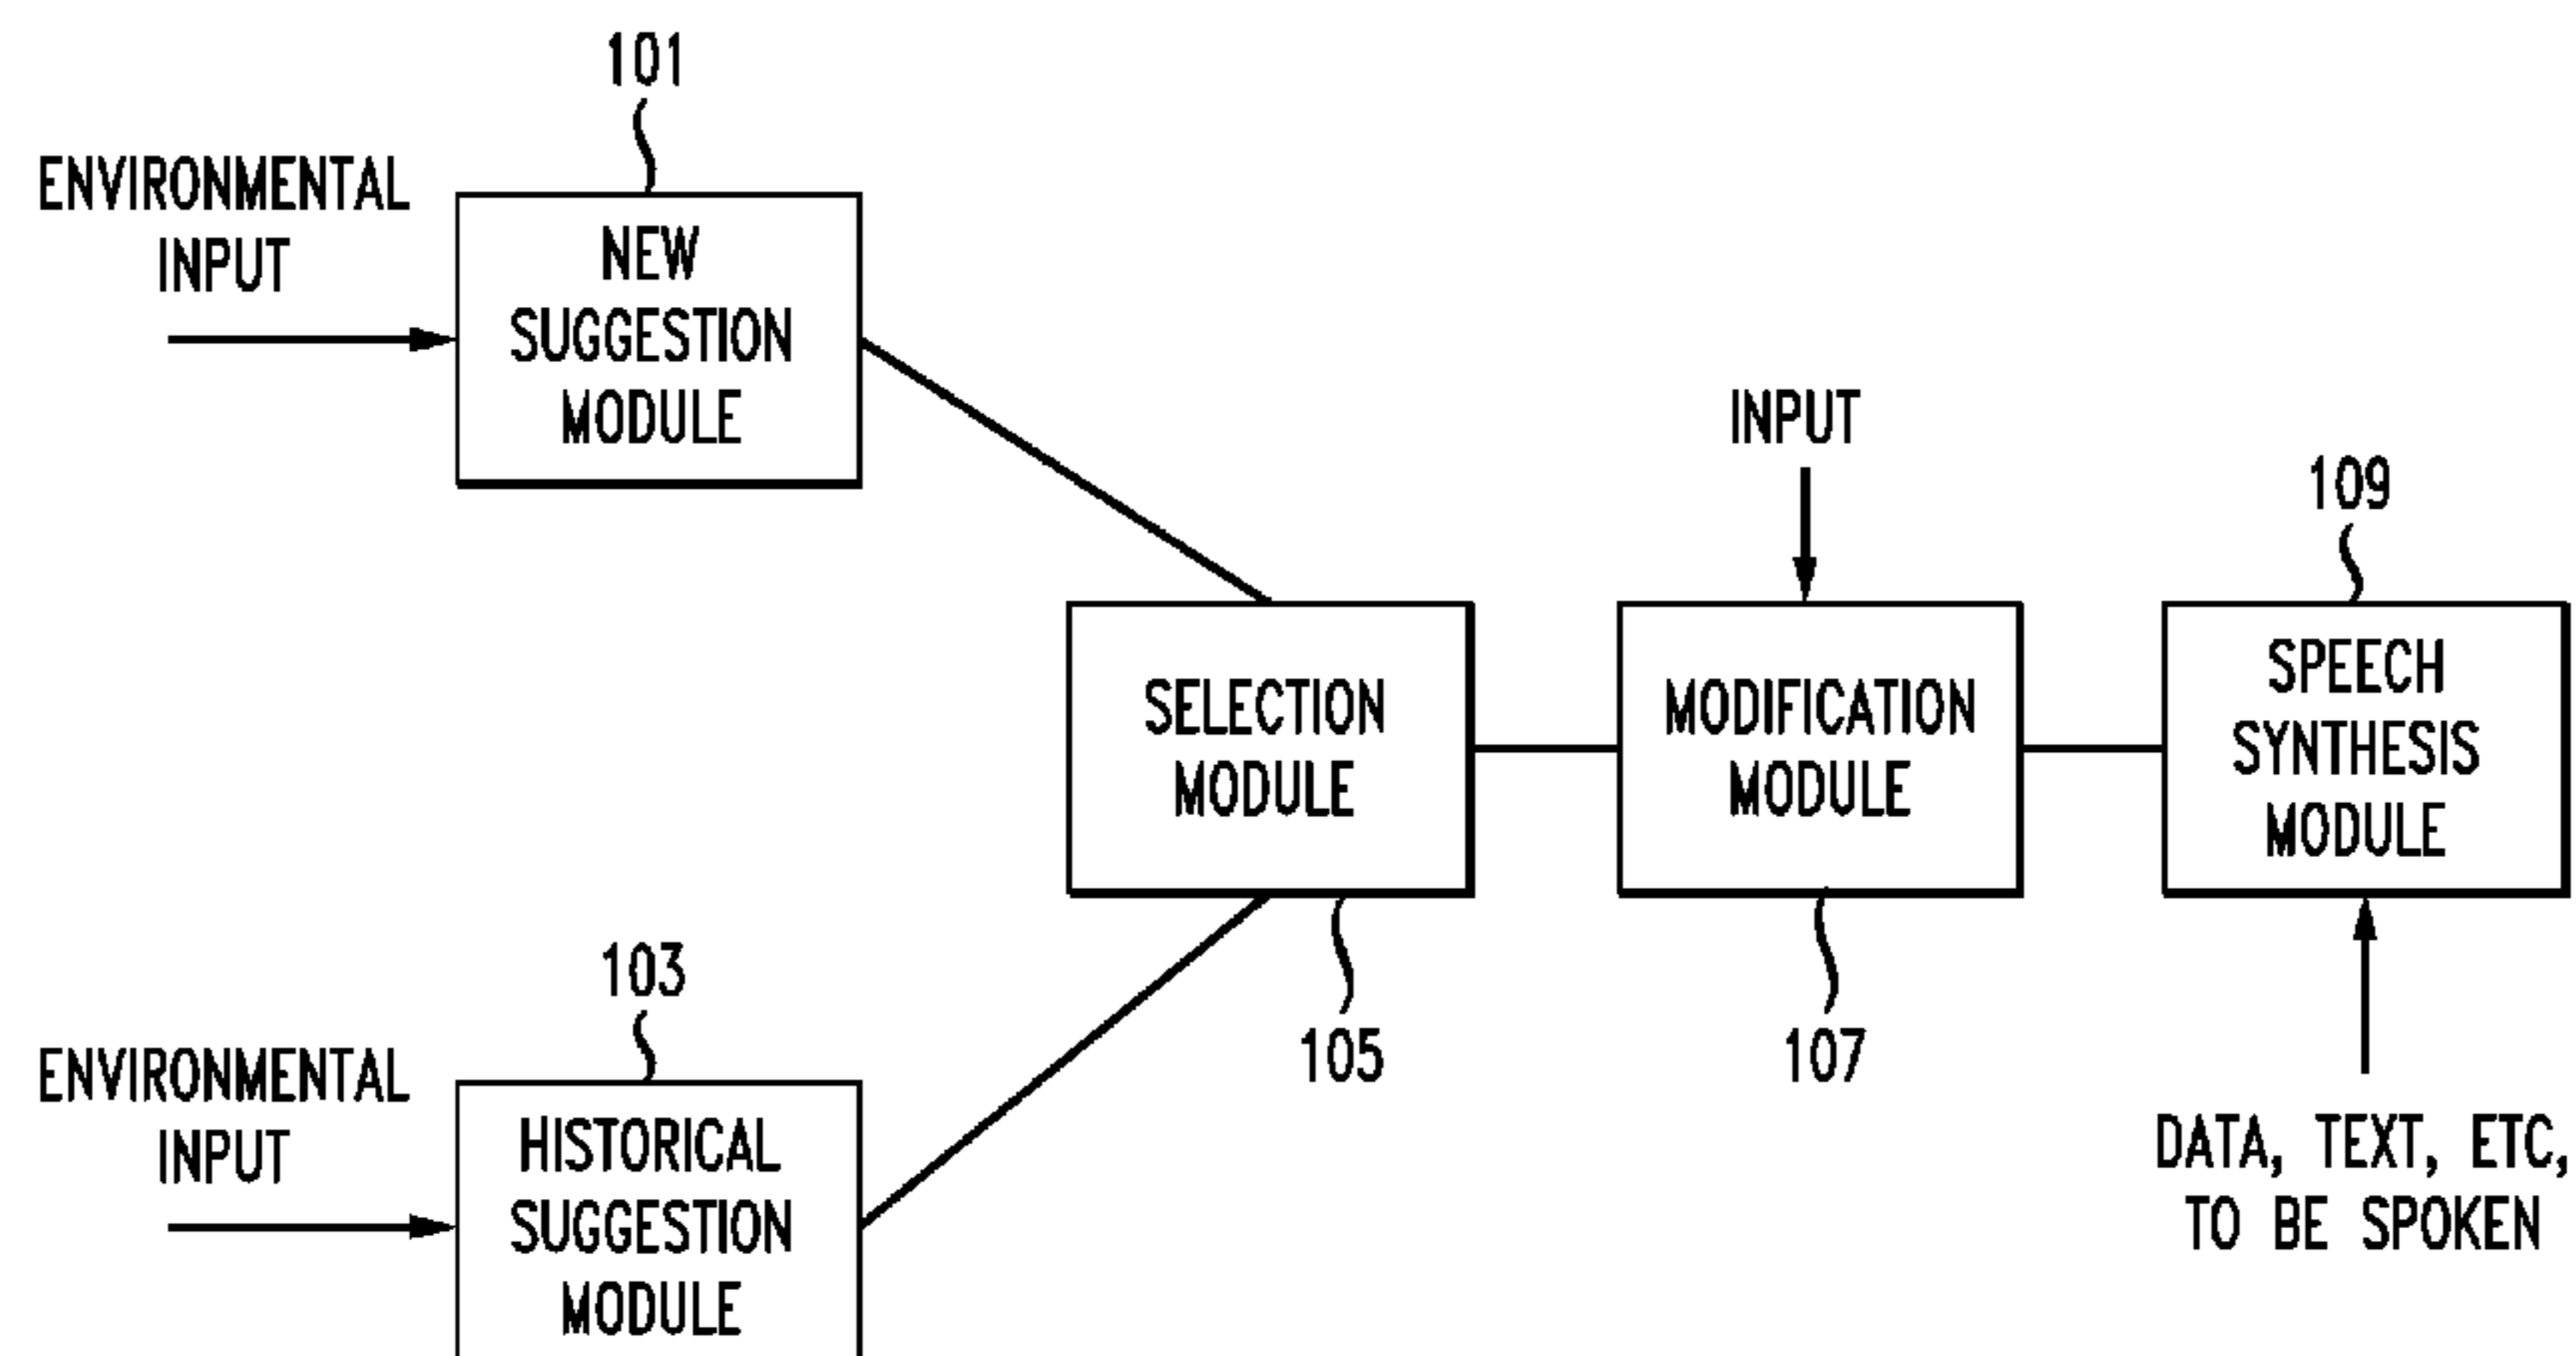 101
ENVIRONMENTAL
INPUT
NEW
SUGGESTION
MODULE
INPUT
109
SELECTION
MODULE
MODIFICATION
MODULE
SPEECH
SYNTHESIS
MODULE
103
105
107
ENVIRONMENTAL
INPUT
HISTORICAL
SUGGESTION
MODULE
DATA, TEXT, ETC,
TO BE SPOKEN